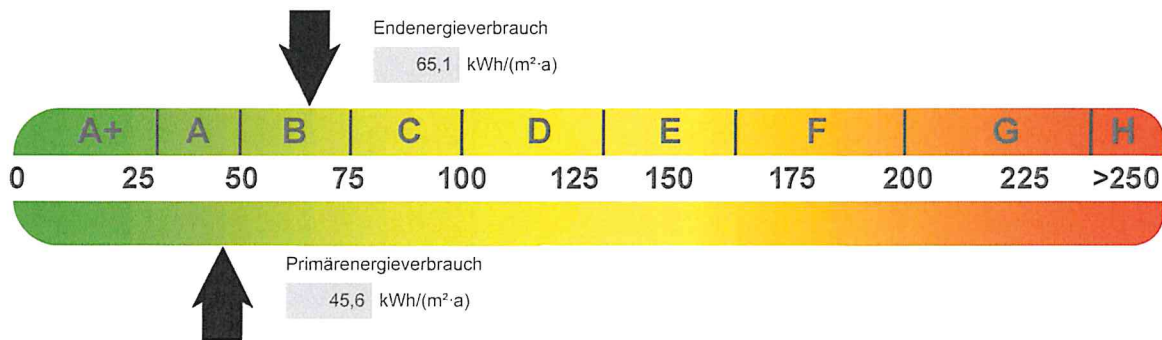 Endenergieverbrauch
65,1 kWh/(m²·a)
A+ A B C D E F G H
0 25 50 75 100 125 150 175 200 225 >250
Primärenergieverbrauch
45,6 kWh/(m²·a)